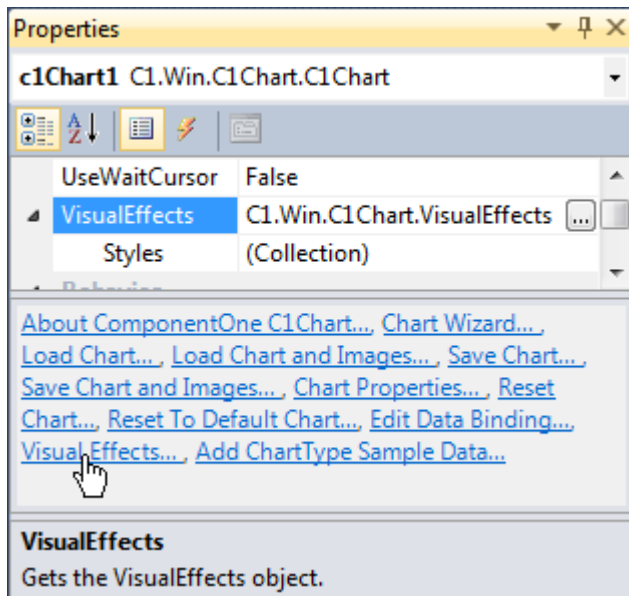 Properties
c1Chart1 C1.Win.C1Chart.C1Chart
UseWaitCursor False
VisualEffects C1.Win.C1Chart.VisualEffects ...
Styles (Collection)
About ComponentOne C1Chart..., Chart Wizard... ,
Load Chart... , Load Chart and Images... , Save Chart... ,
Save Chart and Images... , Chart Properties... , Reset
Chart..., Reset To Default Chart..., Edit Data Binding...,
Visual Effects... , Add ChartType Sample Data...
VisualEffects
Gets the VisualEffects object.